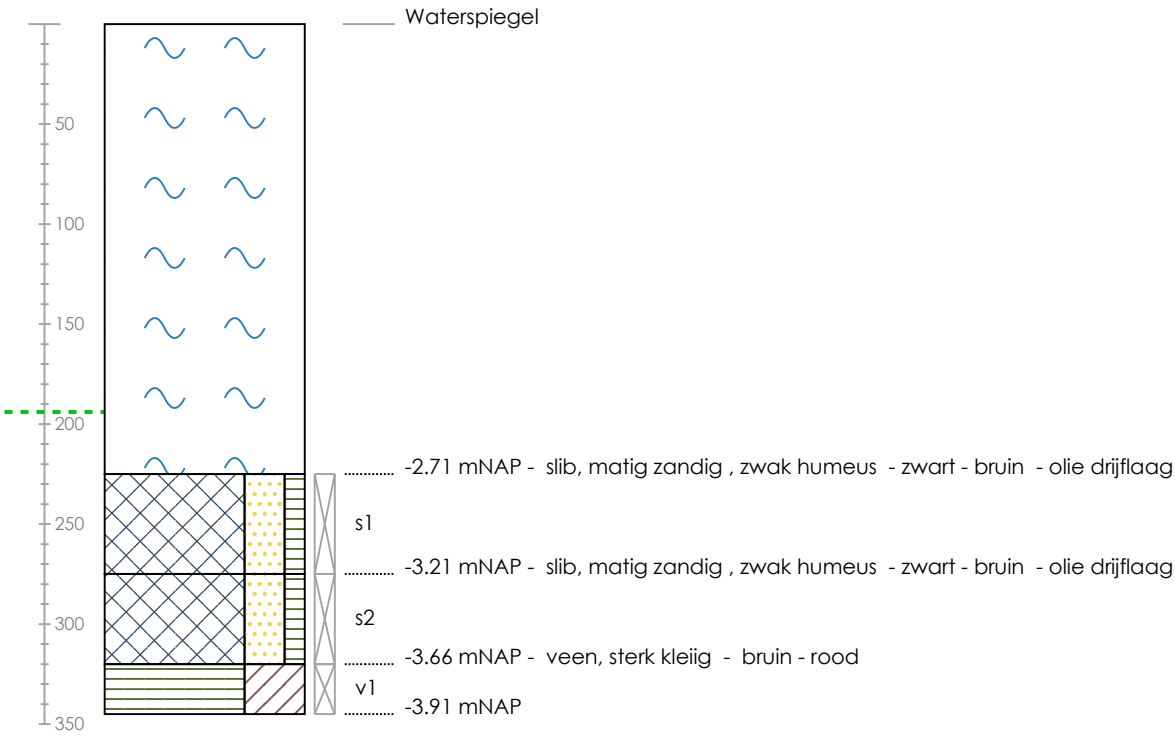 Waterspiegel
50
100
150
200
-2.71 mNAP - slib, matig zandig , zwak humeus - zwart - bruin - olie drijflaag
250
s1
-3.21 mNAP - slib, matig zandig , zwak humeus - zwart - bruin - olie drijflaag
300
s2
-3.66 mNAP - veen, sterk kleiig - bruin - rood
v1
-3.91 mNAP
350